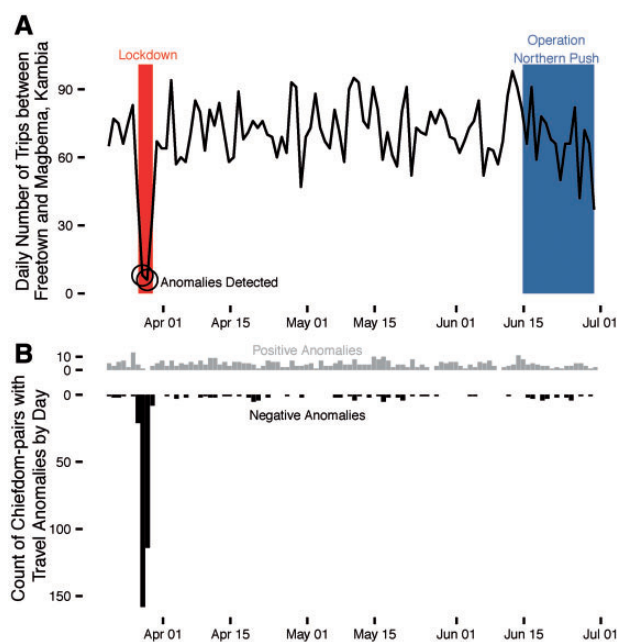 A
Lockdown
Operation
Northern Push
Daily Number of Trips between
Freetown and Magbema, Kambia
90
60
30
0
Anomalies Detected
Apr 01 Apr 15 May 01 May 15 Jun 01 Jun 15 Jul 01
B
Count of Chiefdom-pairs with
Travel Anomalies by Day
10
0
Positive Anomalies
0
50
100
150
Negative Anomalies
Apr 01 Apr 15 May 01 May 15 Jun 01 Jun 15 Jul 01